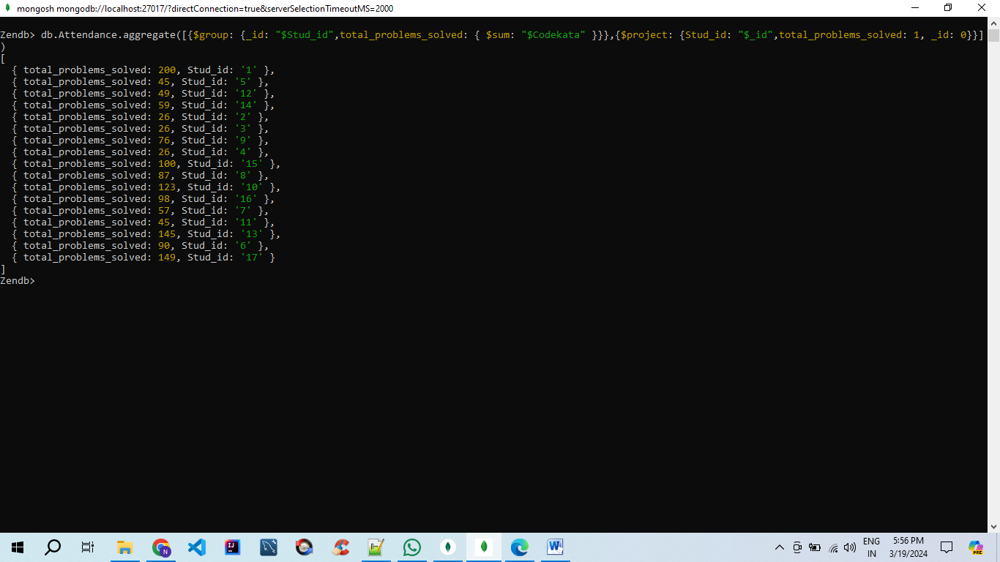 mongosh mongodb://localhost:27017/?directConnection=true&serverSelectionTimeoutMS=2000
Zendb> db.Attendance.aggregate([{$group: {_id: "$Stud_id",total_problems_solved: { $sum: "$Codekata" }}},{$project: {Stud_id: "$_id",total_problems_solved: 1, _id: 0}}]
)
[
  { total_problems_solved: 200, Stud_id: '1' },
  { total_problems_solved: 45, Stud_id: '5' },
  { total_problems_solved: 49, Stud_id: '12' },
  { total_problems_solved: 59, Stud_id: '14' },
  { total_problems_solved: 26, Stud_id: '2' },
  { total_problems_solved: 26, Stud_id: '3' },
  { total_problems_solved: 76, Stud_id: '9' },
  { total_problems_solved: 26, Stud_id: '4' },
  { total_problems_solved: 100, Stud_id: '15' },
  { total_problems_solved: 87, Stud_id: '8' },
  { total_problems_solved: 123, Stud_id: '10' },
  { total_problems_solved: 98, Stud_id: '16' },
  { total_problems_solved: 57, Stud_id: '7' },
  { total_problems_solved: 45, Stud_id: '11' },
  { total_problems_solved: 145, Stud_id: '13' },
  { total_problems_solved: 90, Stud_id: '6' },
  { total_problems_solved: 149, Stud_id: '17' }
]
Zendb>
ENG
IN
5:56 PM
3/19/2024
PRE